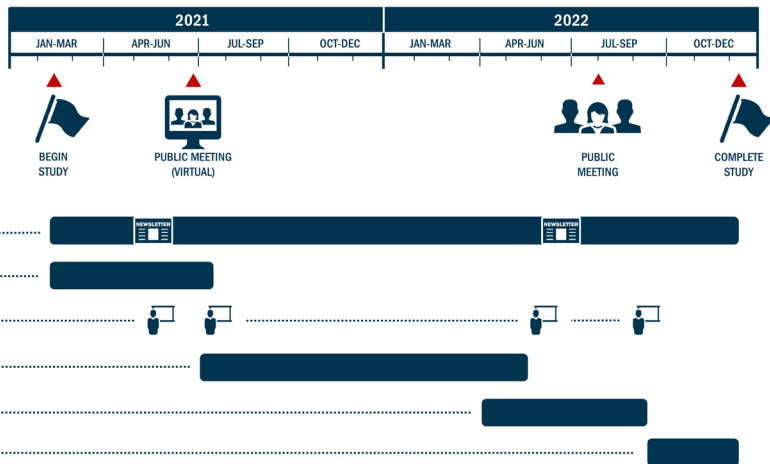 2021
2022
JAN-MAR
APR-JUN
JUL-SEP
OCT-DEC
JAN-MAR
APR-JUN
JUL-SEP
OCT-DEC
BEGIN
STUDY
PUBLIC MEETING
(VIRTUAL)
PUBLIC
MEETING
COMPLETE
STUDY
NEWSLETTER
NEWSLETTER